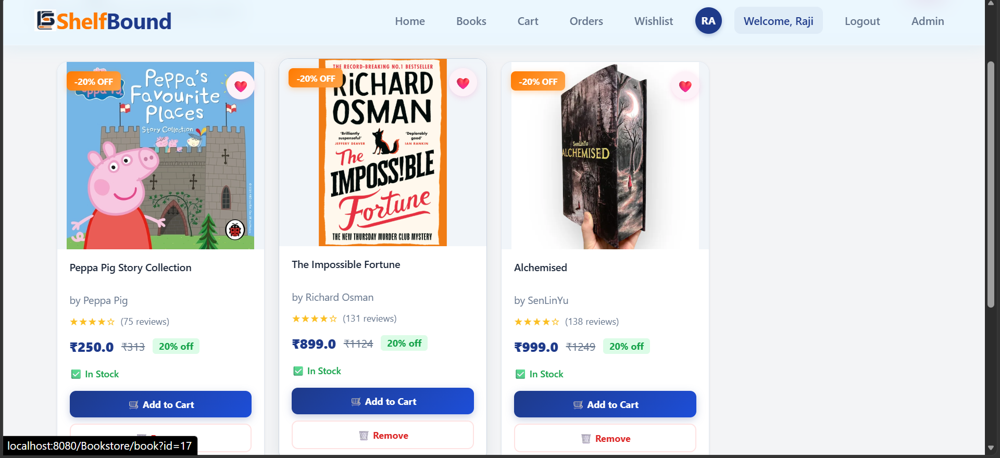 ShelfBound
Home
Books
Cart
Orders
Wishlist
RA
Welcome, Raji
Logout
Admin
-20% OFF
Peppa's
Favourite
Places
Story Collection
Peppa Pig Story Collection
by Peppa Pig
★★★★☆ (75 reviews)
₹250.0 ₹313 20% off
✅ In Stock
🛒 Add to Cart
-20% OFF
THE RECORD-BREAKING NO.1 BESTSELLER
RiCHARD
OSMAN
'Brilliantly
suspenseful'
JEFFERY DEAVER
'Deplorably
good'
IAN RANKIN
The
IMPOSS!BLE
Fortune
THE NEW THURSDAY MURDER CLUB MYSTERY
The Impossible Fortune
by Richard Osman
★★★★☆ (131 reviews)
₹899.0 ₹1124 20% off
✅ In Stock
🛒 Add to Cart
🗑️ Remove
-20% OFF
SenLinYu
ALCHEMISED
Alchemised
by SenLinYu
★★★★☆ (138 reviews)
₹999.0 ₹1249 20% off
✅ In Stock
🛒 Add to Cart
🗑️ Remove
localhost:8080/Bookstore/book?id=17